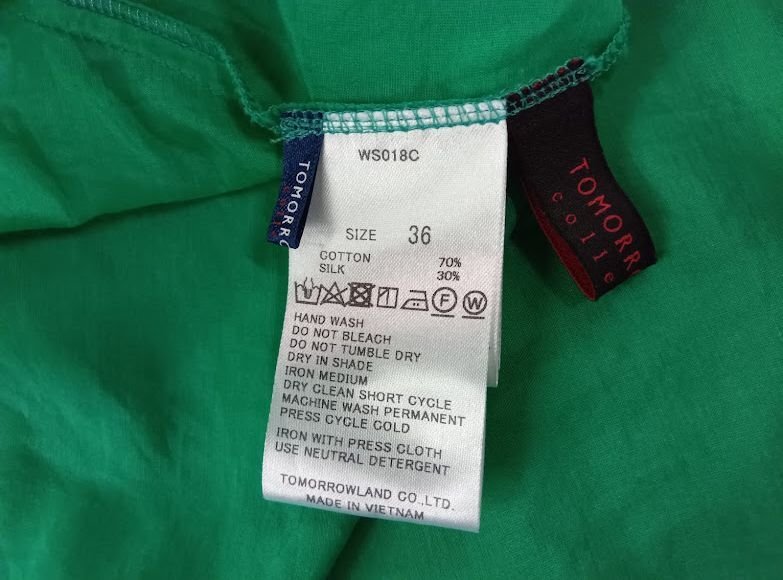 WS018C
SIZE 36
COTTON 70%
SILK 30%
F W
HAND WASH
DO NOT BLEACH
DO NOT TUMBLE DRY
DRY IN SHADE
IRON MEDIUM
DRY CLEAN SHORT CYCLE
MACHINE WASH PERMANENT
PRESS CYCLE COLD
IRON WITH PRESS CLOTH
USE NEUTRAL DETERGENT
TOMORROWLAND CO.,LTD.
MADE IN VIETNAM
TOMORR
TOMORR
colle